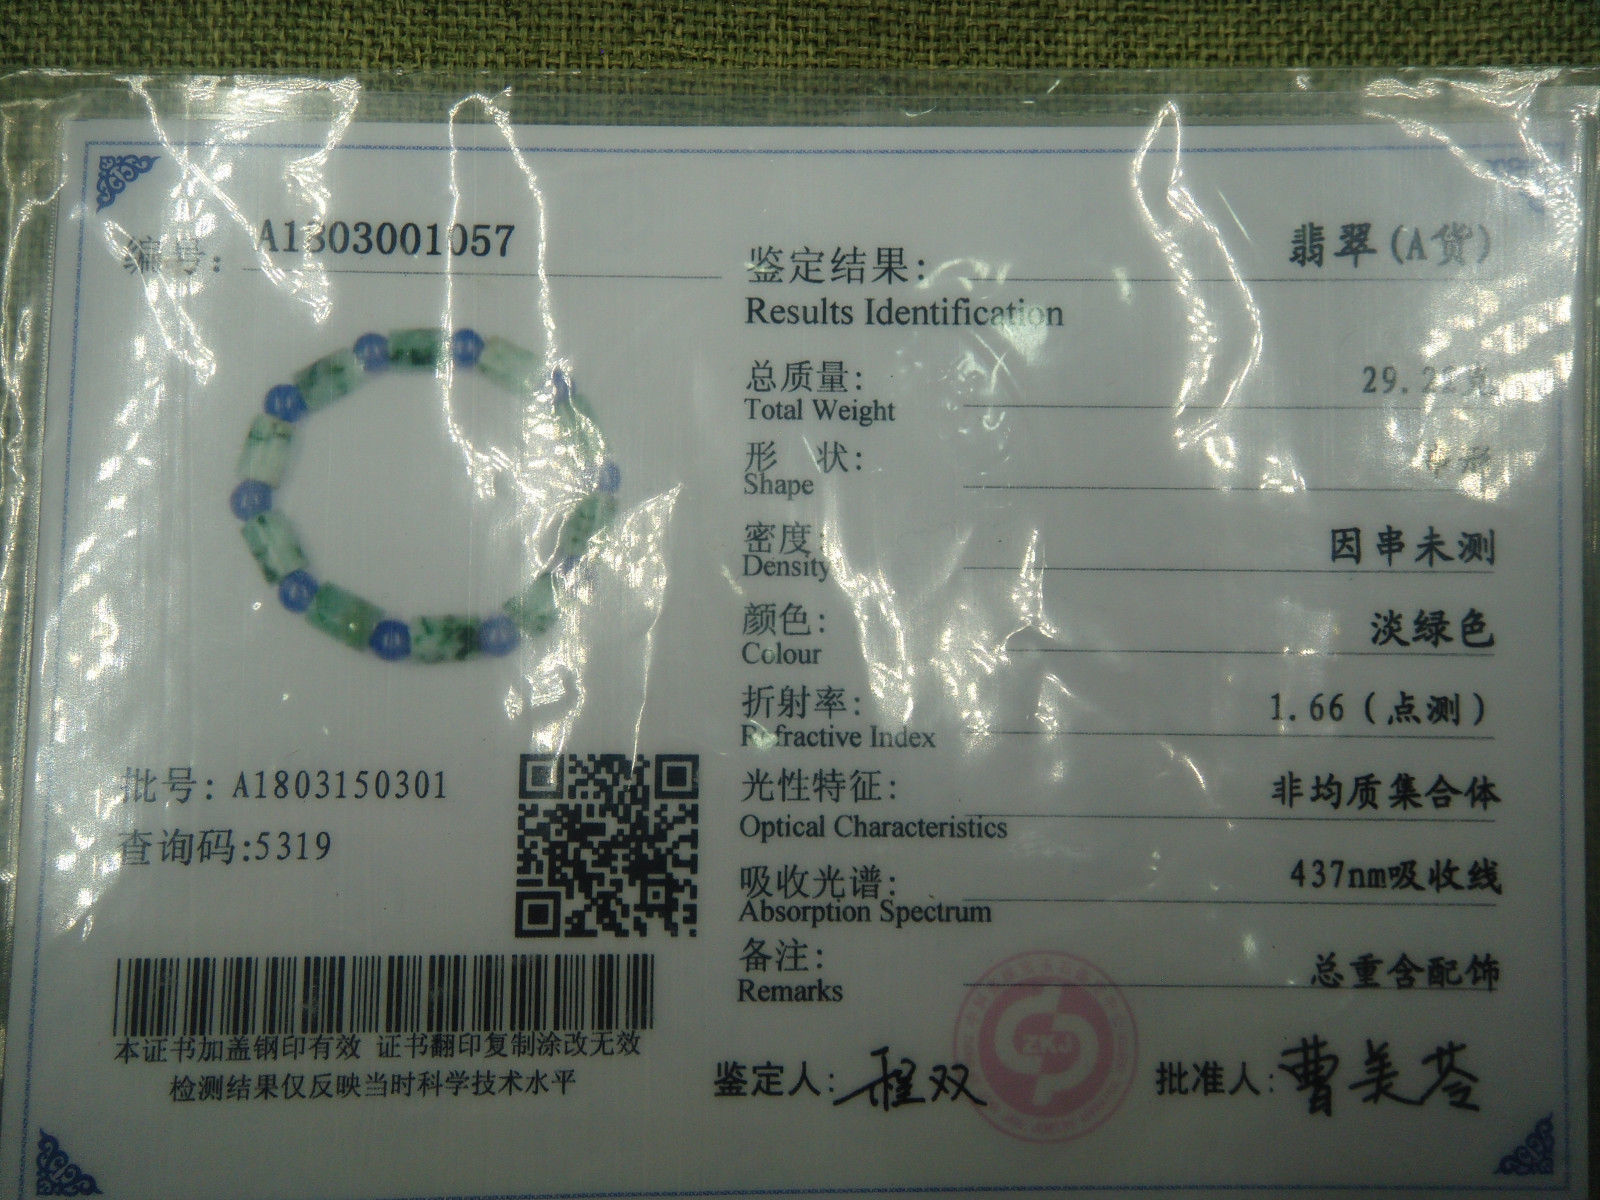 编号: A1803001057
鉴定结果: 翡翠(A货)
Results Identification
总质量: 29.22克
Total Weight
形 状:
Shape
密度: 因串未测
Density
颜色: 淡绿色
Colour
折射率: 1.66(点测)
Refractive Index
光性特征: 非均质集合体
Optical Characteristics
吸收光谱: 437nm吸收线
Absorption Spectrum
备注: 总重含配饰
Remarks
批号: A1803150301
查询码:5319
本证书加盖钢印有效 证书翻印复制涂改无效
检测结果仅反映当时科学技术水平
鉴定人: 程双
批准人: 曹美芩
ZKJ